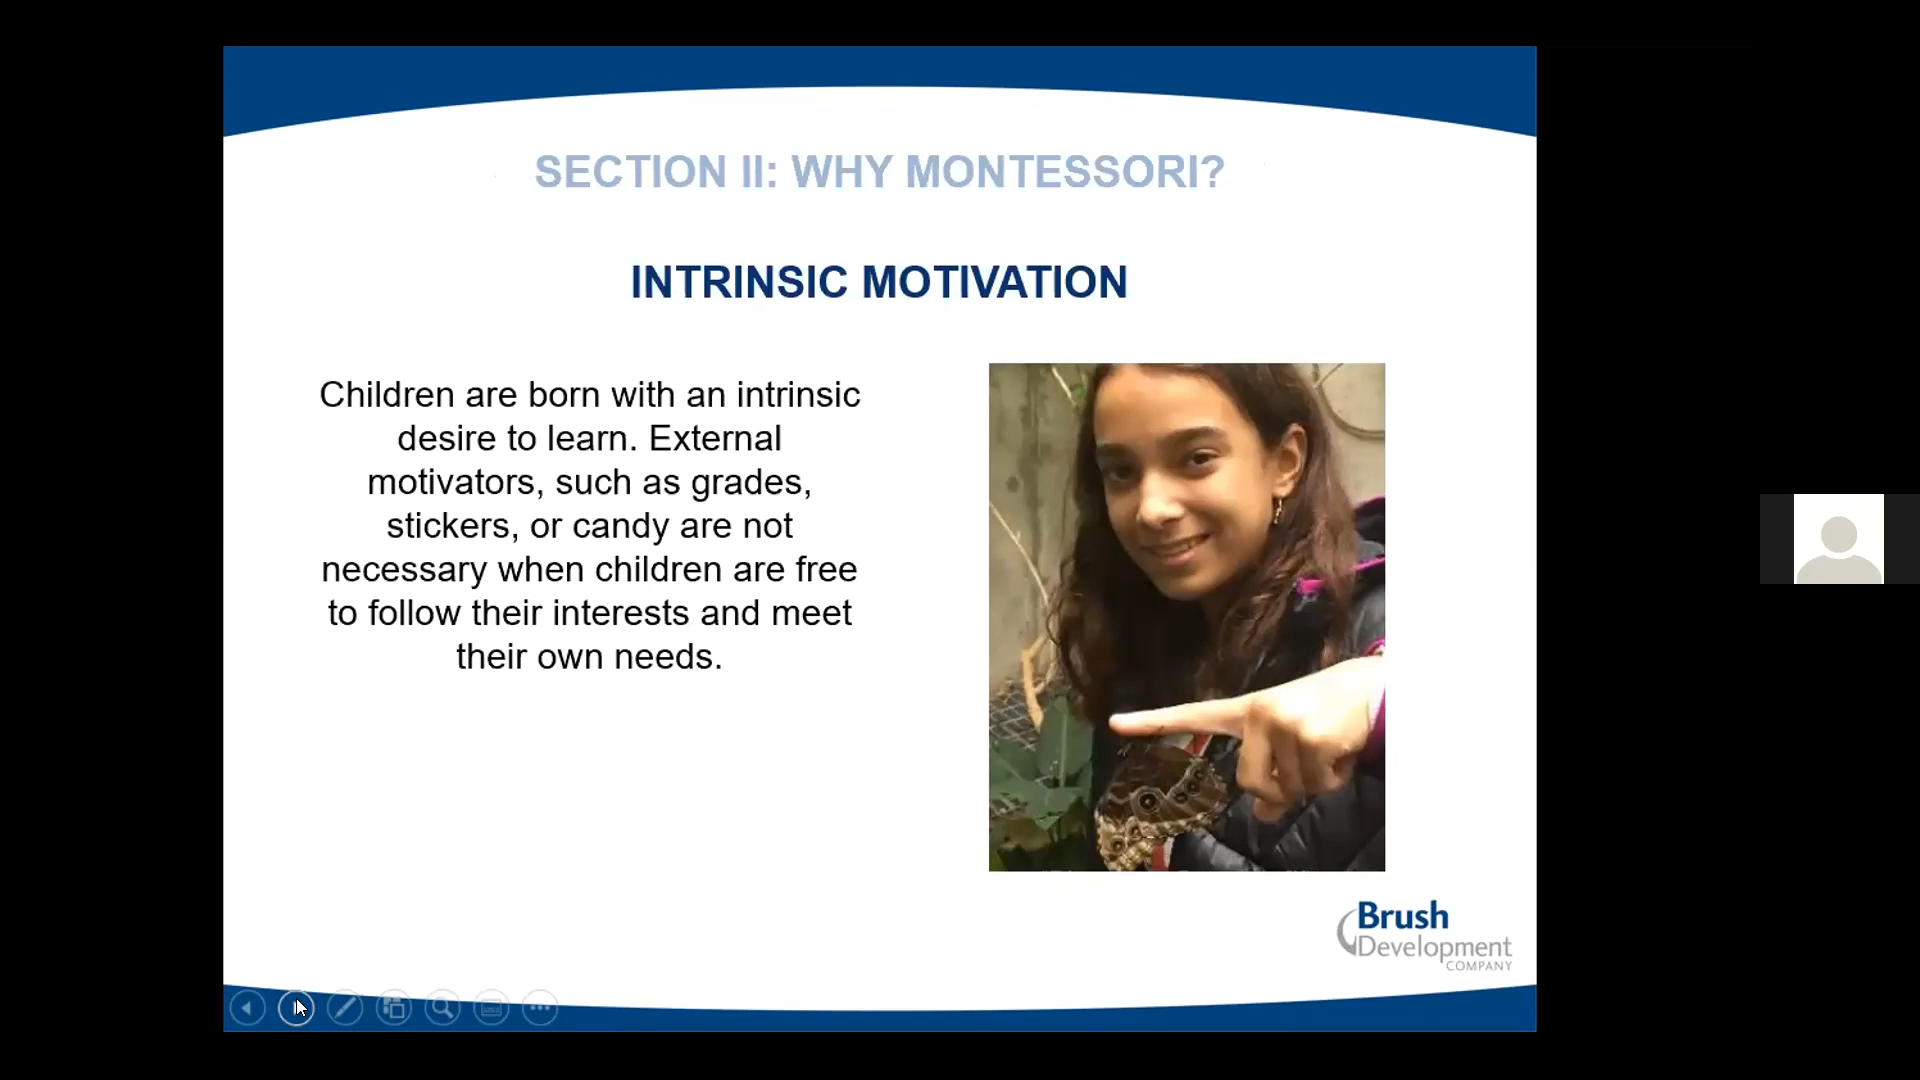 SECTION II: WHY MONTESSORI?
INTRINSIC MOTIVATION
Children are born with an intrinsic
desire to learn. External
motivators, such as grades,
stickers, or candy are not
necessary when children are free
to follow their interests and meet
their own needs.
Brush
Development
COMPANY